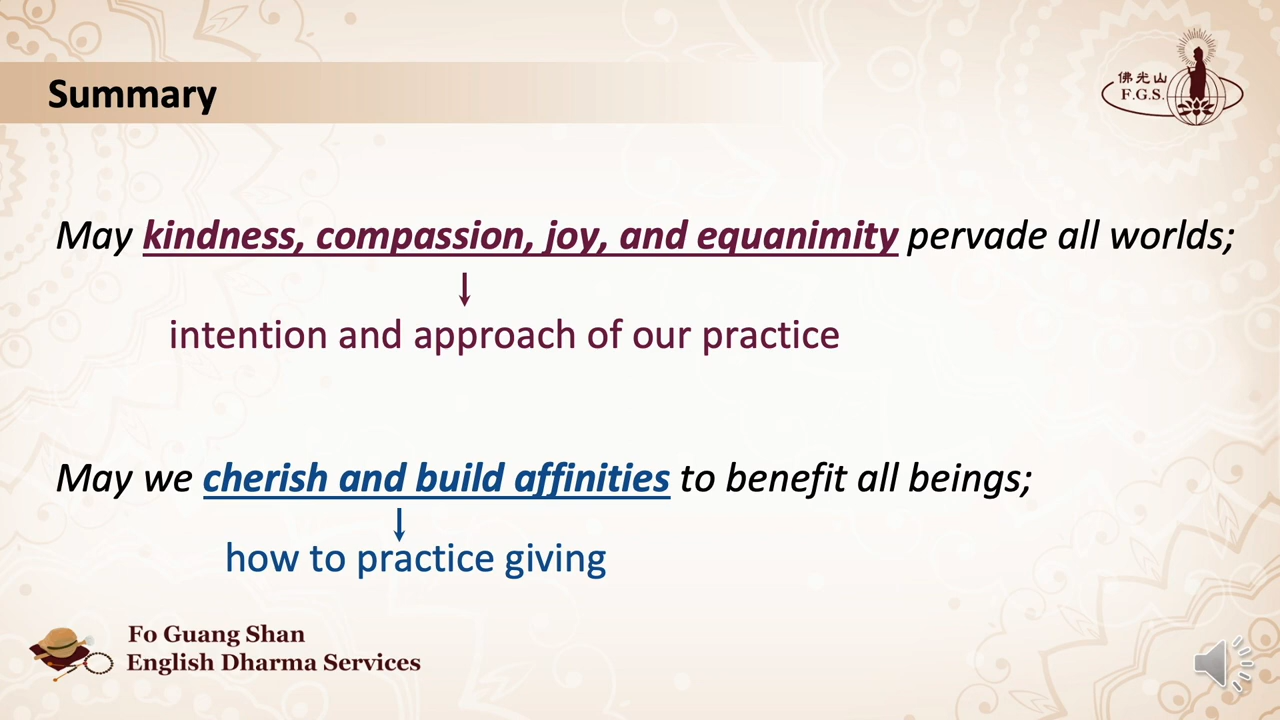 Summary
佛光山
F.G.S.
May kindness, compassion, joy, and equanimity pervade all worlds;
intention and approach of our practice
May we cherish and build affinities to benefit all beings;
how to practice giving
Fo Guang Shan
English Dharma Services